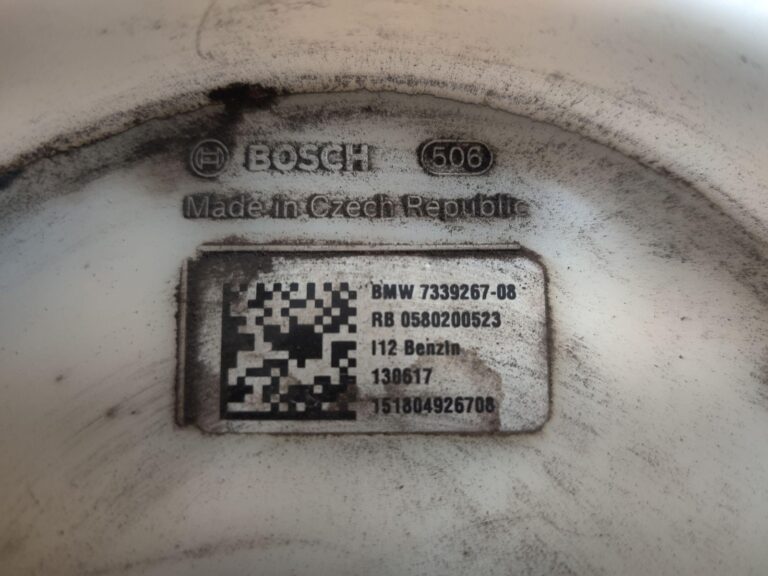 BOSCH 506
Made in Czech Republic
BMW 7339267-08
RB 0580200523
I12 Benzin
130617
151804926708